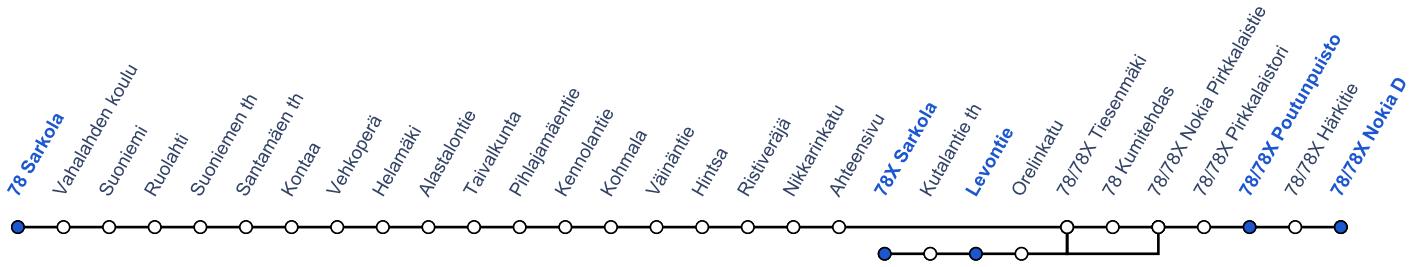 78 Sarkola
Vahalahden koulu
Suoniemi
Ruolahti
Suoniemen th
Santamäen th
Kontaa
Vehkoperä
Helamäki
Alastalontie
Taivalkunta
Pihlajamäentie
Kennolantie
Kohmala
Väinäntie
Hintsa
Ristiveräjä
Nikkarinkatu
Ahteensivu
78X Sarkola
Kutalantie th
Levontie
Orelinkatu
78/78X Tiesenmäki
78 Kumitehdas
78/78X Nokia Pirkkalaistie
78/78X Pirkkalaistori
78/78X Poutunpuisto
78/78X Härkitie
78/78X Nokia D